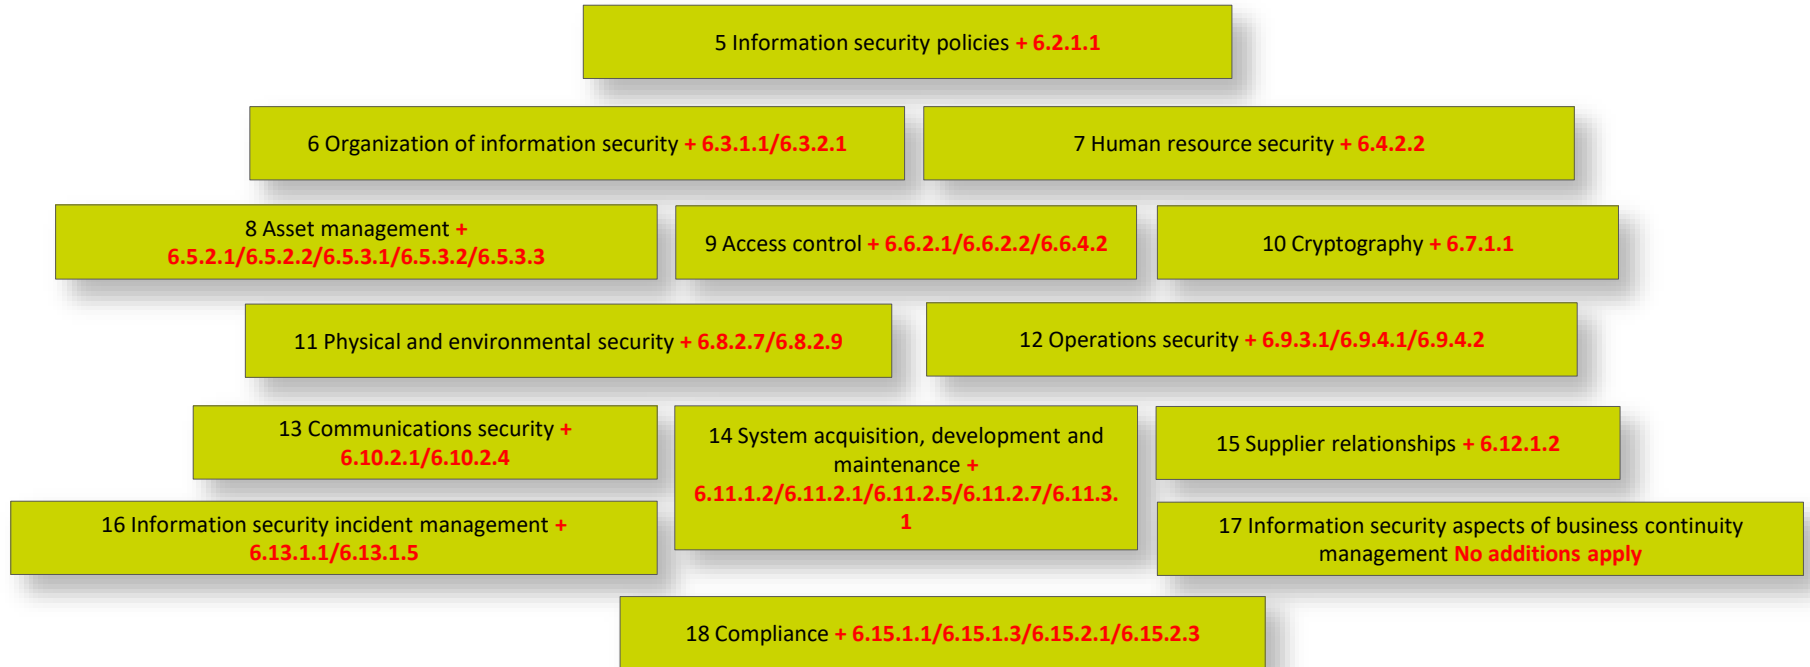 5 Information security policies + 6.2.1.1
6 Organization of information security + 6.3.1.1/6.3.2.1
7 Human resource security + 6.4.2.2
8 Asset management +
6.5.2.1/6.5.2.2/6.5.3.1/6.5.3.2/6.5.3.3
9 Access control + 6.6.2.1/6.6.2.2/6.6.4.2
10 Cryptography + 6.7.1.1
11 Physical and environmental security + 6.8.2.7/6.8.2.9
12 Operations security + 6.9.3.1/6.9.4.1/6.9.4.2
13 Communications security +
6.10.2.1/6.10.2.4
14 System acquisition, development and
maintenance +
6.11.1.2/6.11.2.1/6.11.2.5/6.11.2.7/6.11.3.
1
15 Supplier relationships + 6.12.1.2
16 Information security incident management +
6.13.1.1/6.13.1.5
17 Information security aspects of business continuity
management No additions apply
18 Compliance + 6.15.1.1/6.15.1.3/6.15.2.1/6.15.2.3